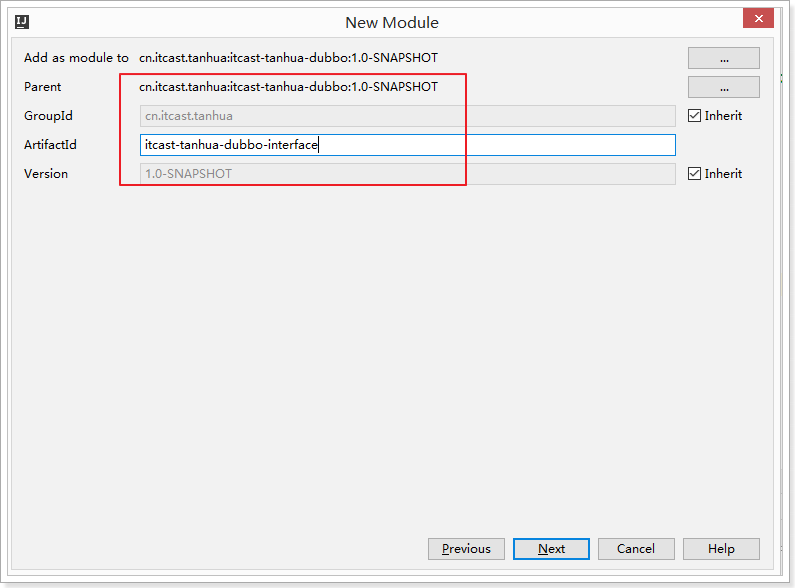 IJ
New Module
Add as module to cn.itcast.tanhua:itcast-tanhua-dubbo:1.0-SNAPSHOT ...
Parent cn.itcast.tanhua:itcast-tanhua-dubbo:1.0-SNAPSHOT ...
GroupId cn.itcast.tanhua Inherit
ArtifactId itcast-tanhua-dubbo-interface
Version 1.0-SNAPSHOT Inherit
Previous Next Cancel Help